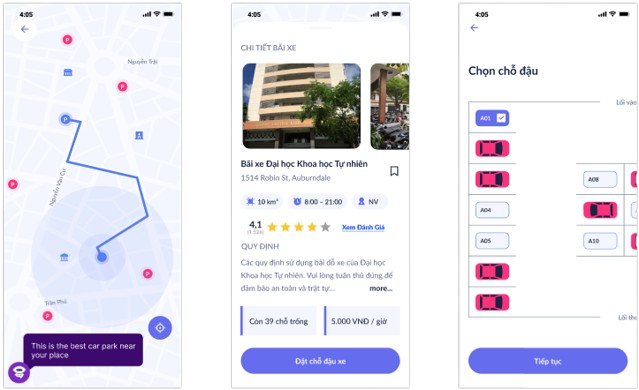 4:05
Nguyễn Trãi
Nguyễn Văn Cừ
Trần Phú
This is the best car park near
your place
4:05
CHI TIẾT BÃI XE
Bãi xe Đại học Khoa học Tự nhiên
1514 Robin St, Auburndale
10 km²
8:00 – 21:00
NV
4,1
Xem Đánh Giá
QUY ĐỊNH
Các quy định sử dụng bãi đỗ xe của Đại học
Khoa học Tự nhiên. Vui lòng tuân thủ đúng để
đảm bảo an toàn và trật tự... more...
Còn 39 chỗ trống
5.000 VNĐ / giờ
Đặt chỗ đậu xe
4:05
Chọn chỗ đậu
Lối vào
A01
A08
A04
A05
A10
Tiếp tục